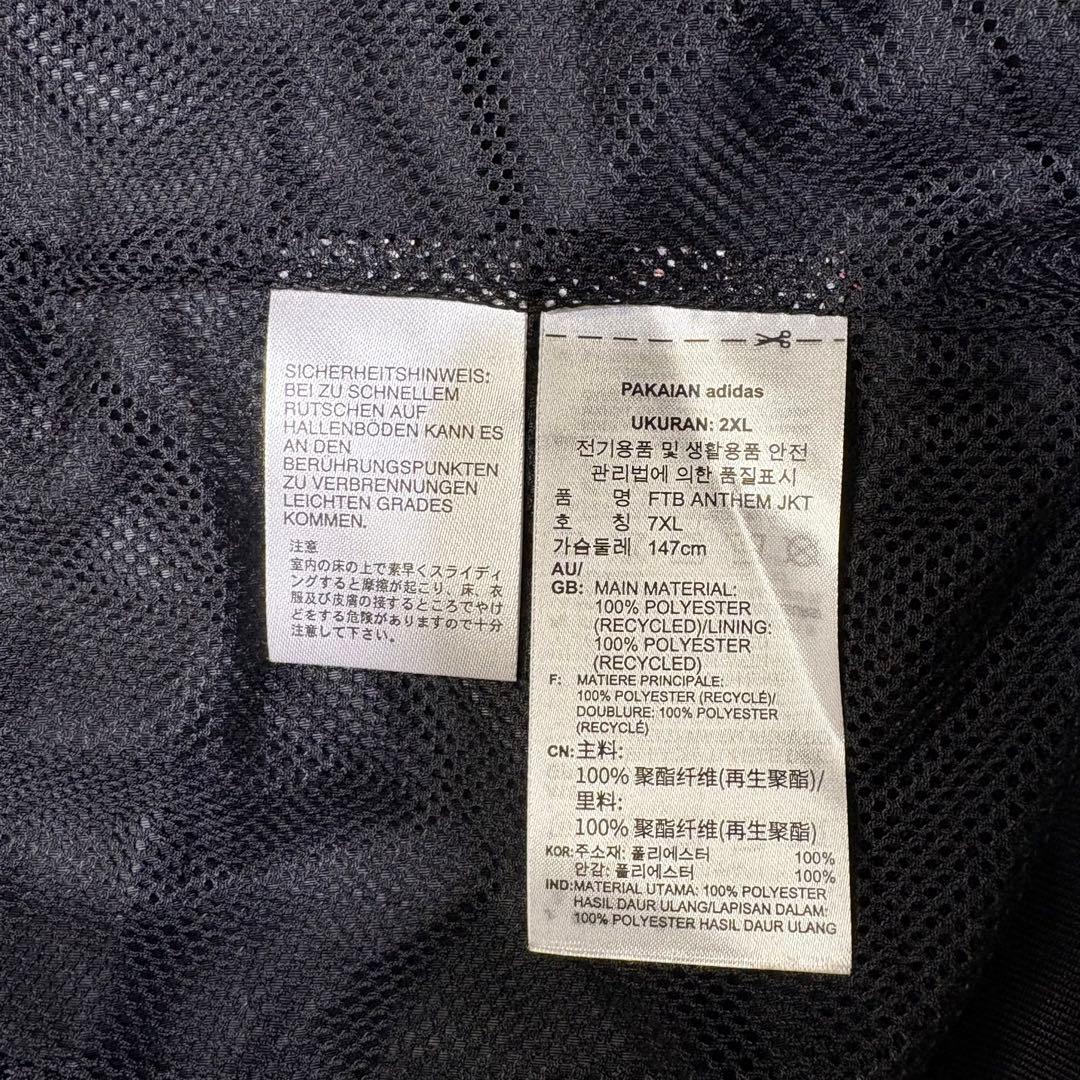 SICHERHEITSHINWEIS:
BEI ZU SCHNELLEM
RUTSCHEN AUF
HALLENBÖDEN KANN ES
AN DEN
BERÜHRUNGSPUNKTEN
ZU VERBRENNUNGEN
LEICHTEN GRADES
KOMMEN.
注意
室内の床の上で素早くスライディ
ングすると摩擦が起こり、床、衣
服及び皮膚の接するところでやけ
どをする危険がありますので十分
注意して下さい。
PAKAIAN adidas
UKURAN: 2XL
전기용품 및 생활용품 안전
관리법에 의한 품질표시
품 명 FTB ANTHEM JKT
호 칭 7XL
가슴둘레 147cm
AU/
GB: MAIN MATERIAL:
100% POLYESTER
(RECYCLED)/LINING:
100% POLYESTER
(RECYCLED)
F: MATIERE PRINCIPALE:
100% POLYESTER (RECYCLÉ)/
DOUBLURE: 100% POLYESTER
(RECYCLÉ)
CN: 主料:
100% 聚酯纤维(再生聚酯)/
里料:
100% 聚酯纤维(再生聚酯)
KOR: 주소재: 폴리에스터 100%
안감: 폴리에스터 100%
IND: MATERIAL UTAMA: 100% POLYESTER
HASIL DAUR ULANG/LAPISAN DALAM:
100% POLYESTER HASIL DAUR ULANG